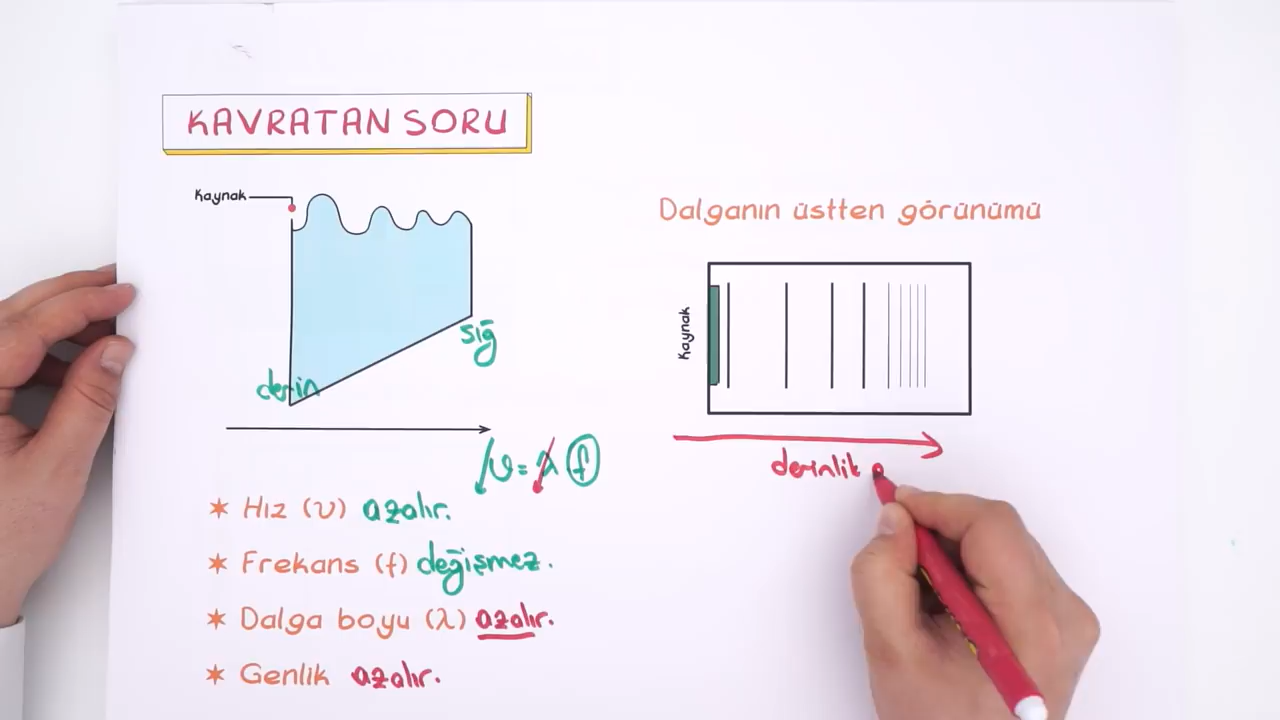 KAVRATAN SORU
Kaynak
derin
sığ
υ = λ f
* Hız (υ) azalır.
* Frekans (f) değişmez.
* Dalga boyu (λ) azalır.
* Genlik azalır.
Dalganın üstten görünümü
Kaynak
derinlik